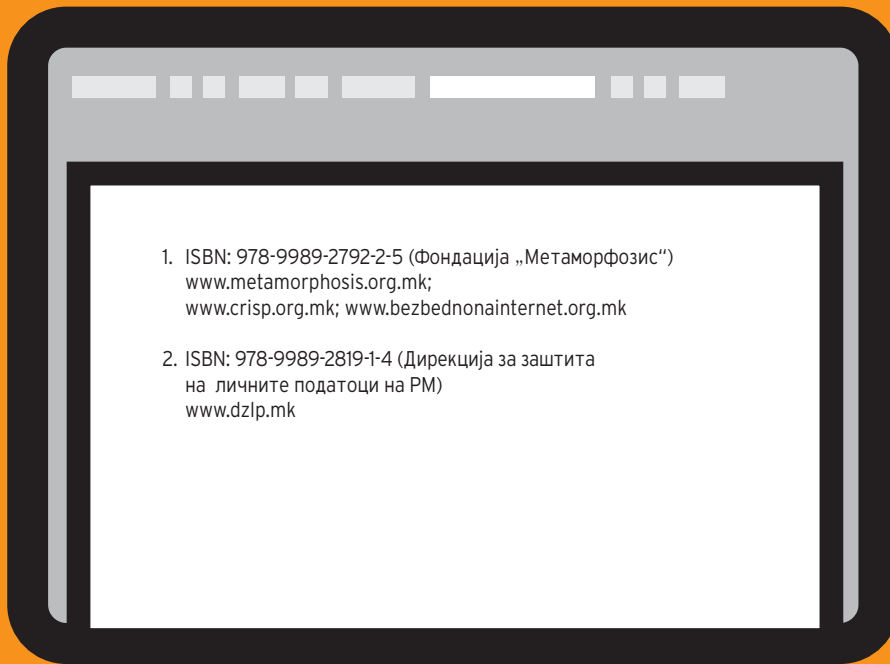 1. ISBN: 978-9989-2792-2-5 (Фондација „Метаморфозис“)
www.metamorphosis.org.mk;
www.crisp.org.mk; www.bezbednonainternet.org.mk
2. ISBN: 978-9989-2819-1-4 (Дирекција за заштита
на личните податоци на РМ)
www.dzlp.mk